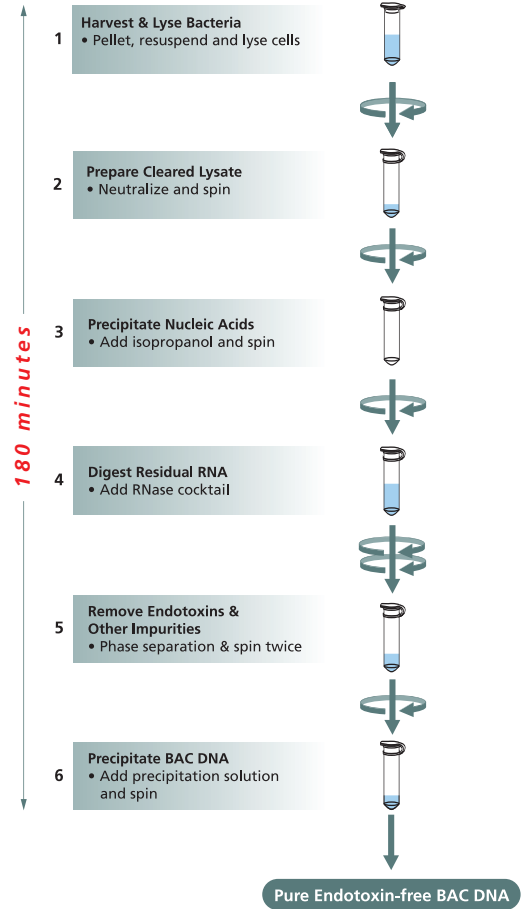 180 minutes
1
Harvest & Lyse Bacteria
• Pellet, resuspend and lyse cells
2
Prepare Cleared Lysate
• Neutralize and spin
3
Precipitate Nucleic Acids
• Add isopropanol and spin
4
Digest Residual RNA
• Add RNase cocktail
5
Remove Endotoxins &
Other Impurities
• Phase separation & spin twice
6
Precipitate BAC DNA
• Add precipitation solution
and spin
Pure Endotoxin-free BAC DNA